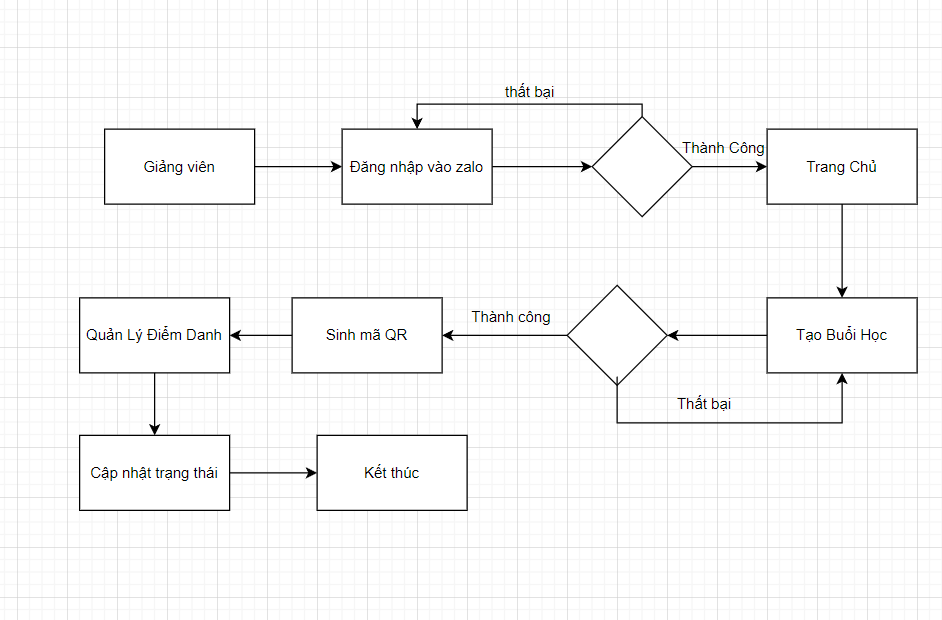 thất bại
Giảng viên
Đăng nhập vào zalo
Thành Công
Trang Chủ
Quản Lý Điểm Danh
Sinh mã QR
Thành công
Tạo Buổi Học
Thất bại
Cập nhật trạng thái
Kết thúc